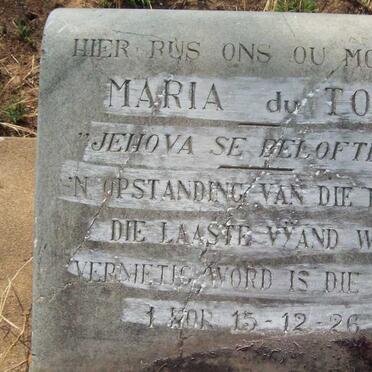 HIER RUS ONS OU MO
MARIA du TO
"JEHOVA SE BELOFTE
'N OPSTANDING VAN DIE
DIE LAASTE VYAND W
VERNIETIG WORD IS DIE
1 KOR 15-12-26